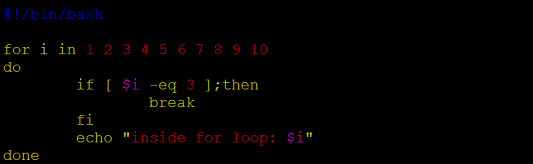 #!/bin/bash

for i in 1 2 3 4 5 6 7 8 9 10
do
        if [ $i -eq 3 ];then
                break
        fi
        echo "inside for loop: $i"
done